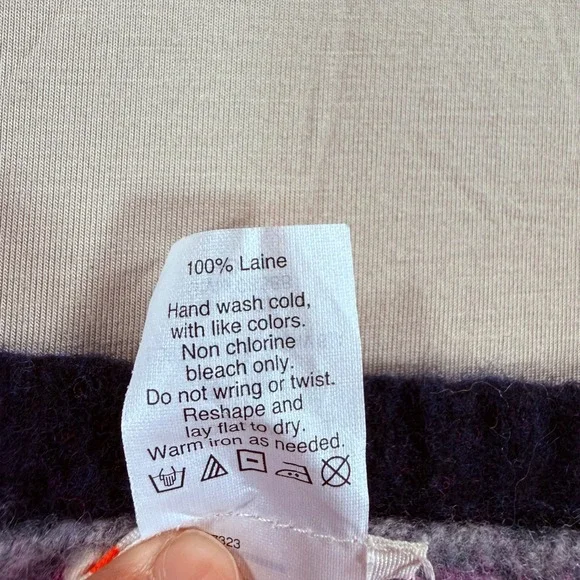 100% Laine
Hand wash cold,
with like colors.
Non chlorine
bleach only.
Do not wring or twist.
Reshape and
lay flat to dry.
Warm iron as needed.
7323